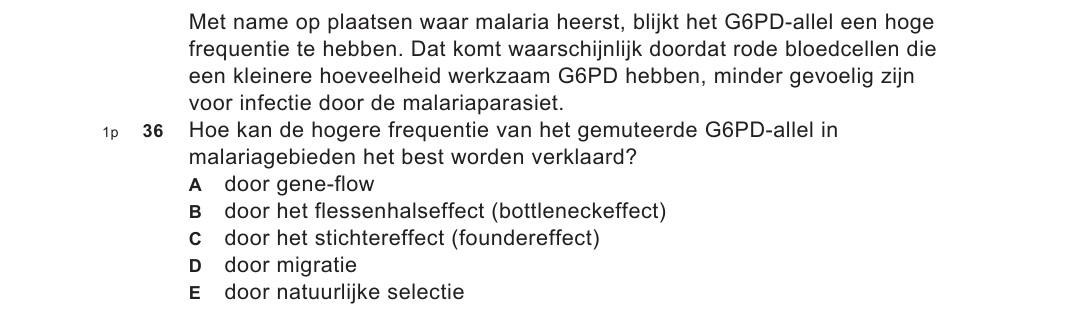 Met name op plaatsen waar malaria heerst, blijkt het G6PD-allel een hoge
frequentie te hebben. Dat komt waarschijnlijk doordat rode bloedcellen die
een kleinere hoeveelheid werkzaam G6PD hebben, minder gevoelig zijn
voor infectie door de malariaparasiet.
1p 36 Hoe kan de hogere frequentie van het gemuteerde G6PD-allel in
malariagebieden het best worden verklaard?
A door gene-flow
B door het flessenhalseffect (bottleneckeffect)
C door het stichtereffect (foundereffect)
D door migratie
E door natuurlijke selectie